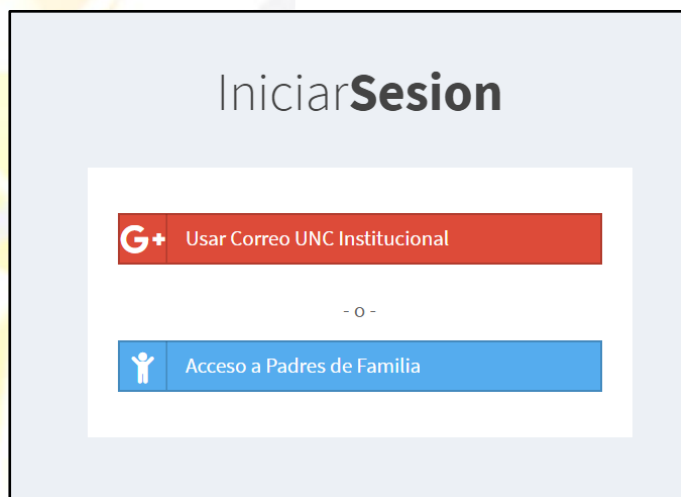 IniciarSesion
G+ Usar Correo UNC Institucional
- o -
Acceso a Padres de Familia